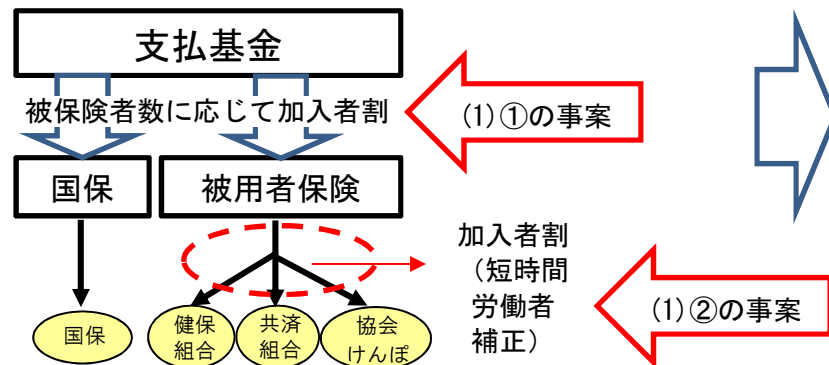 支払基金
被保険者数に応じて加入者割
(1)①の事案
国保
被用者保険
加入者割
（短時間
労働者
補正）
(1)②の事案
国保
健保
組合
共済
組合
協会
けんぽ